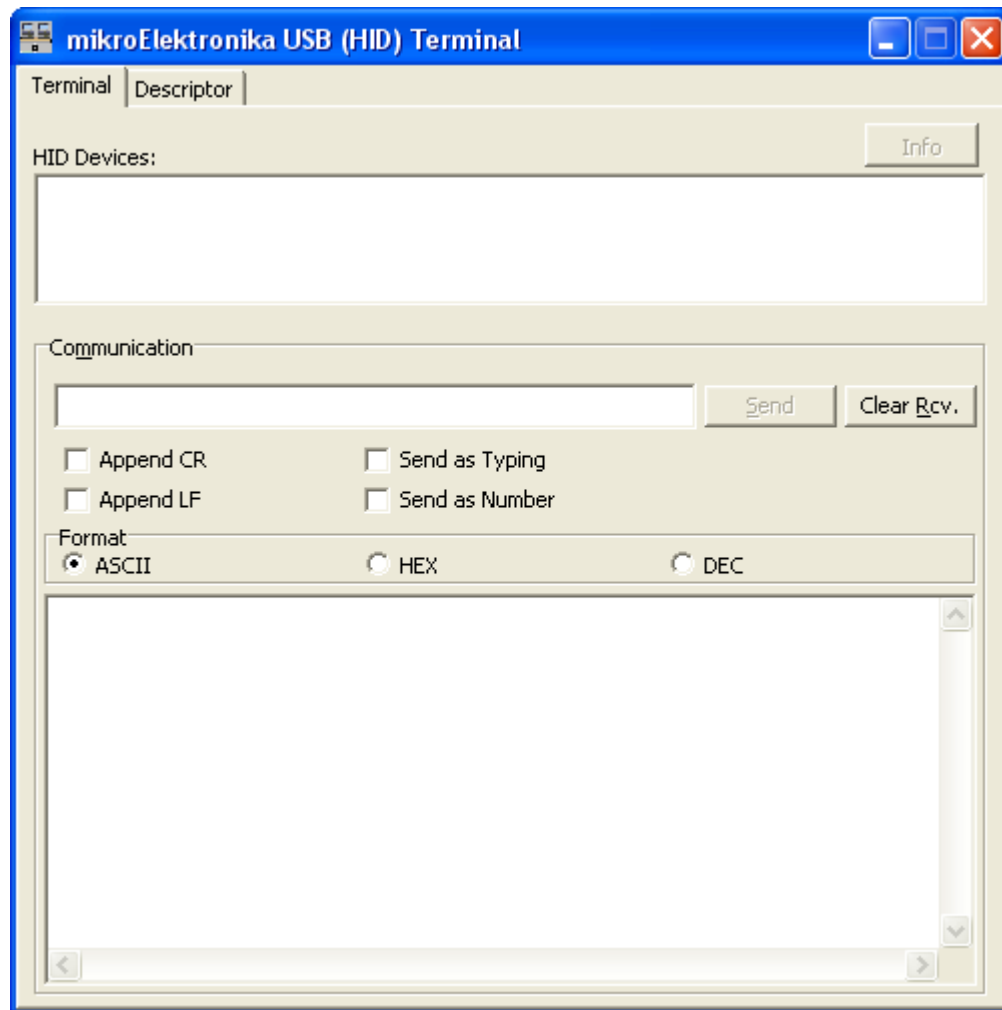 mikroElektronika USB (HID) Terminal
Terminal Descriptor
Info
HID Devices:
Communication
Send Clear Rcv.
Append CR Send as Typing
Append LF Send as Number
Format
ASCII HEX DEC